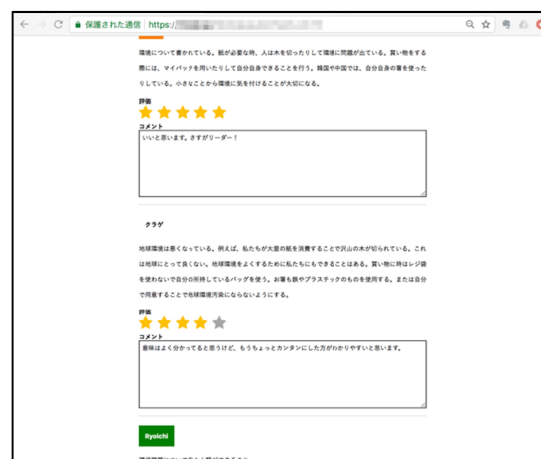 保護された通信 https://
環境について書かれている。紙が必要な時、人は木を切ったりして環境に問題が出ている。買い物をする
際には、マイバックを用いたりして自分自身できることを行う。韓国や中国では、自分自身の箸を使った
りしている。小さなことから環境に気を付けることが大切になる。
評価
コメント
いいと思います。さすがリーダー！
クラゲ
地球環境は悪くなっている。例えば、私たちが大量の紙を消費することで沢山の木が切られている。これ
は地球にとって良くない。地球環境をよくするために私たちにもできることはある。買い物に時はレジ袋
を使わないで自分の所持しているバッグを使う。お箸も鉄やプラスチックのものを使用する。または自分
で用意することで地球環境汚染にならないようにする。
評価
コメント
意味はよく分かってると思うけど、もうちょっとカンタンにした方がわかりやすいと思います。
Ryoichi